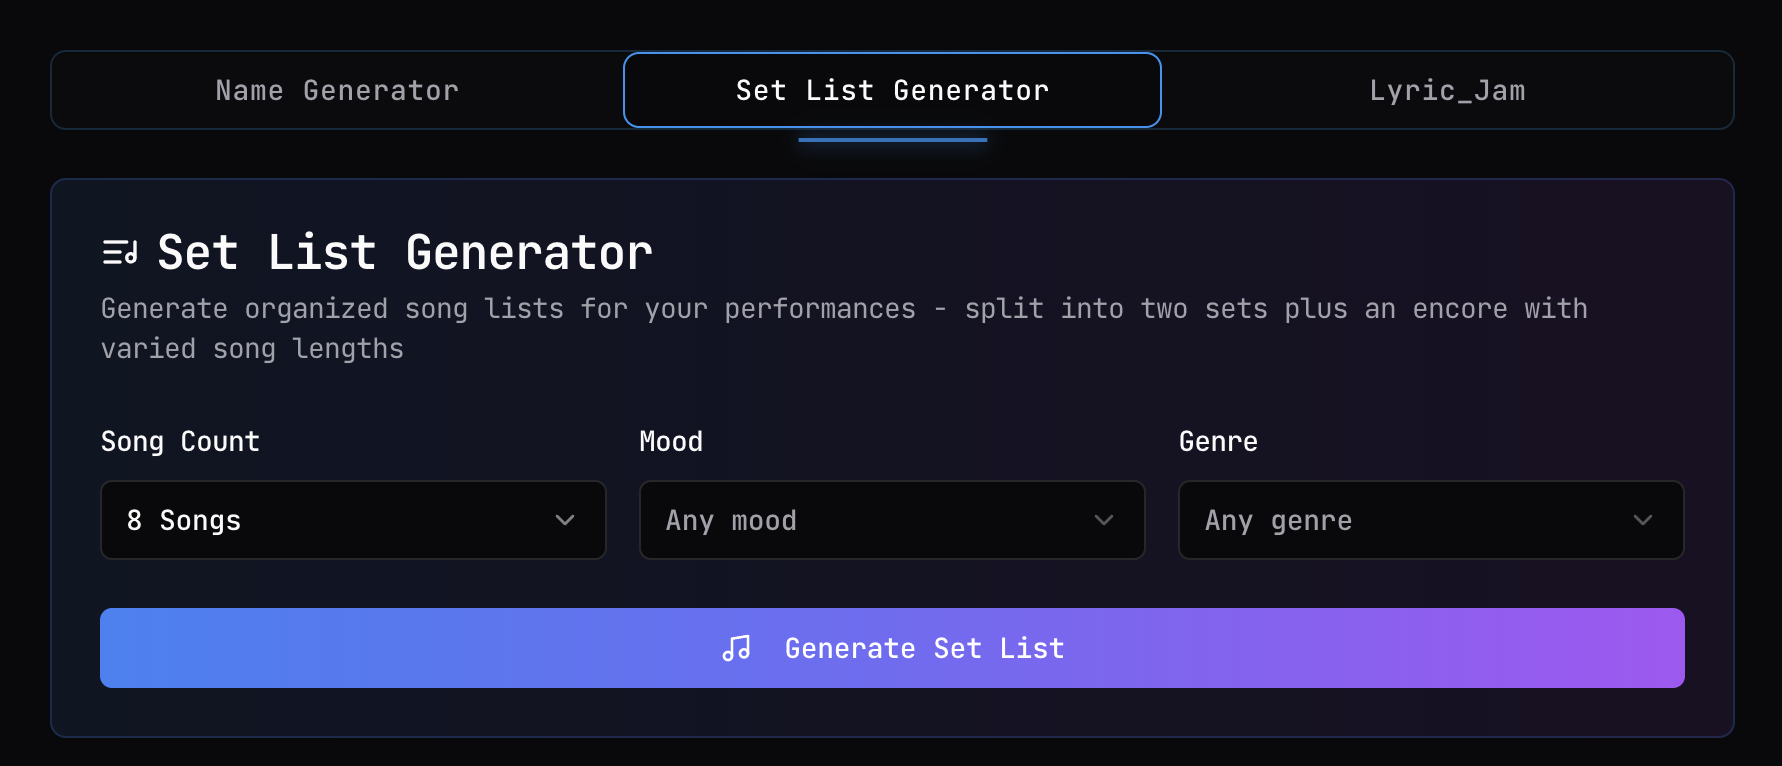 Name Generator
Set List Generator
Lyric_Jam
Set List Generator
Generate organized song lists for your performances - split into two sets plus an encore with
varied song lengths
Song Count
Mood
Genre
8 Songs
Any mood
Any genre
Generate Set List